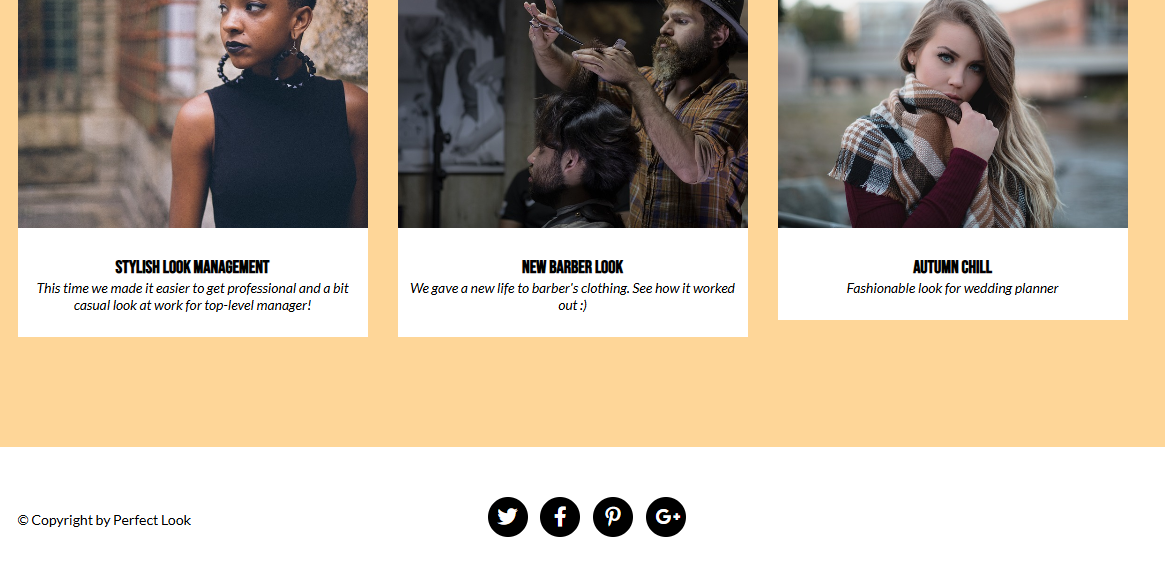 STYLISH LOOK MANAGEMENT
This time we made it easier to get professional and a bit
casual look at work for top-level manager!
NEW BARBER LOOK
We gave a new life to barber's clothing. See how it worked
out :)
AUTUMN CHILL
Fashionable look for wedding planner
© Copyright by Perfect Look
G+